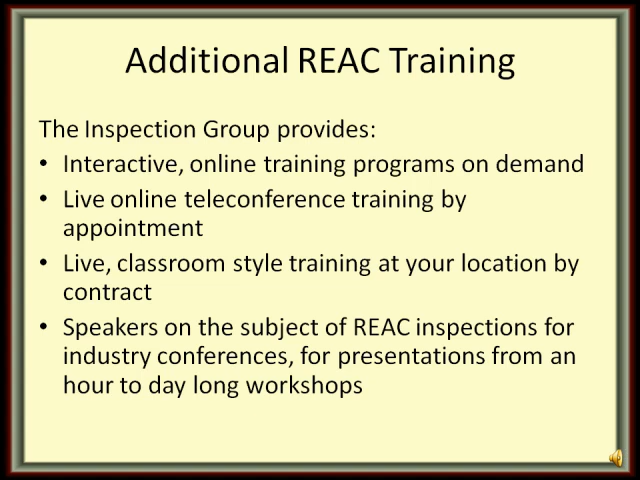 Additional REAC Training
The Inspection Group provides:
• Interactive, online training programs on demand
• Live online teleconference training by
appointment
• Live, classroom style training at your location by
contract
• Speakers on the subject of REAC inspections for
industry conferences, for presentations from an
hour to day long workshops